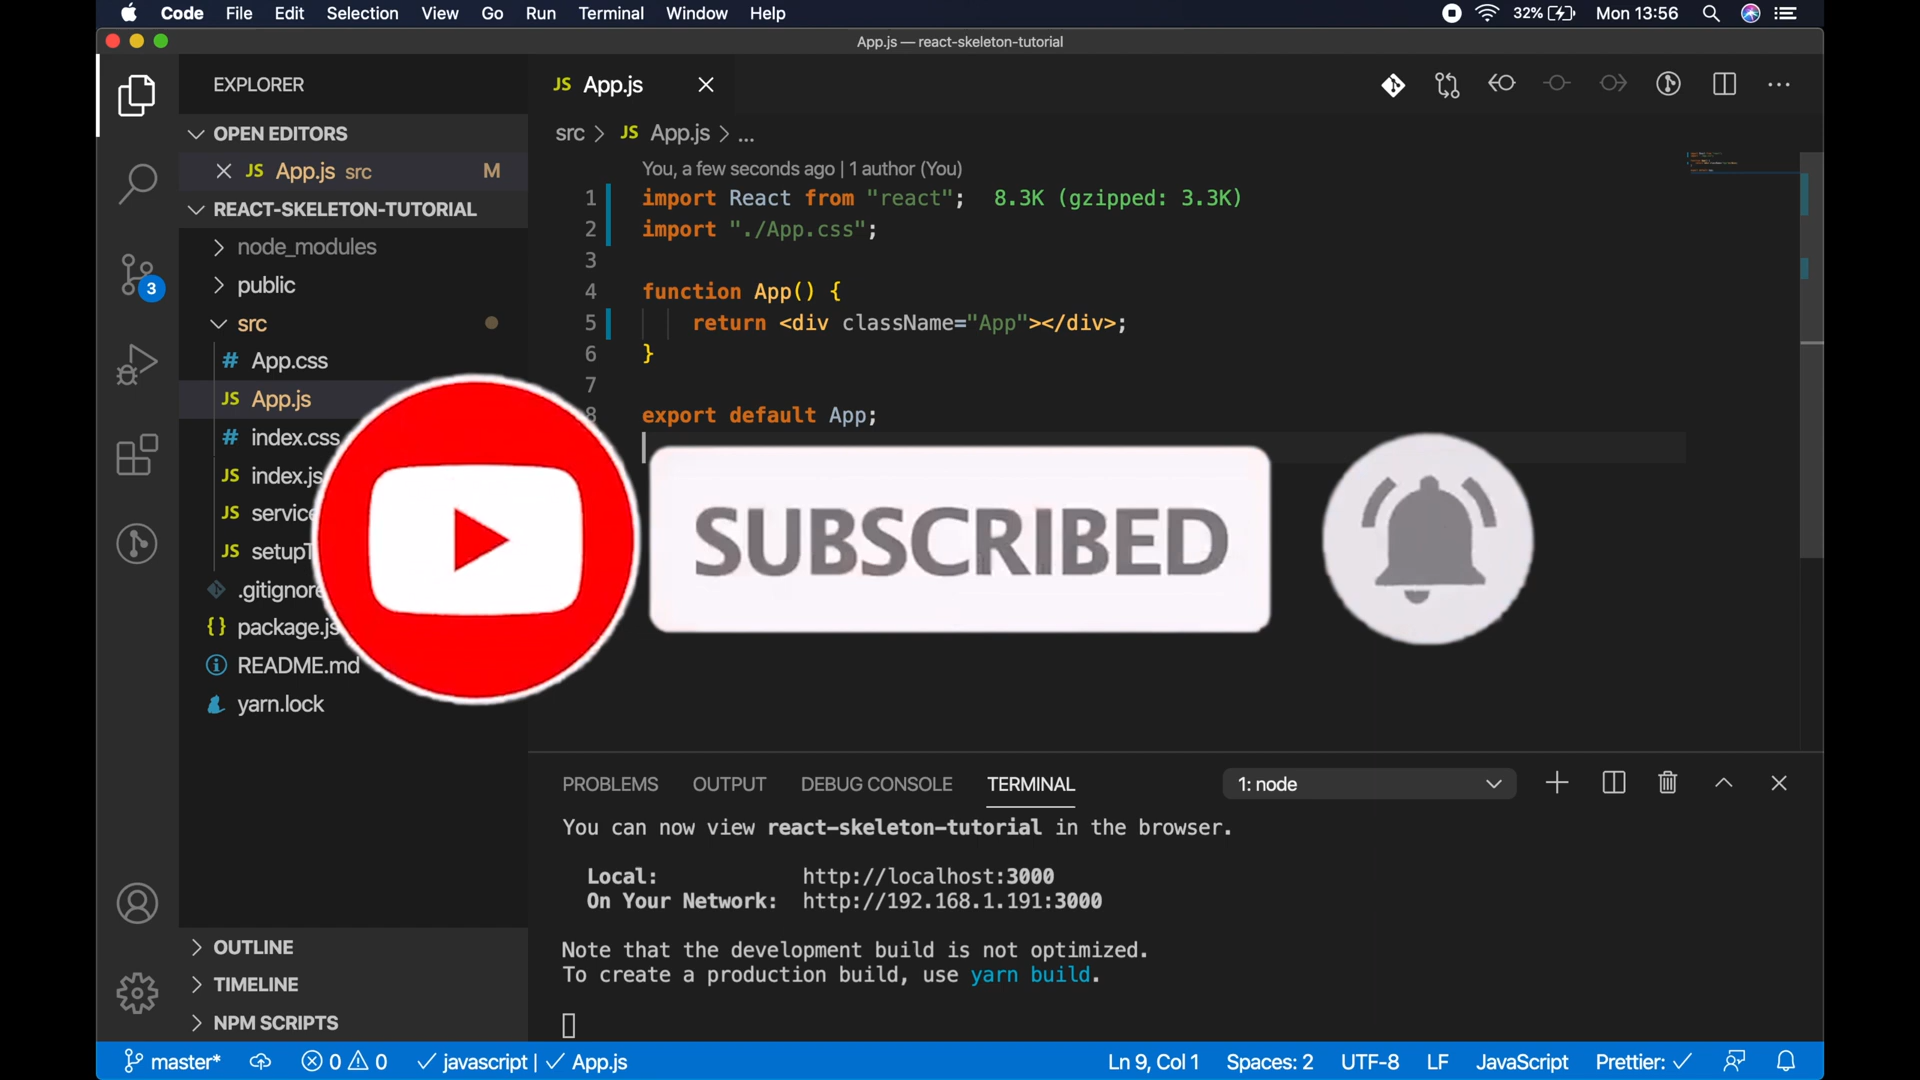 Code File Edit Selection View Go Run Terminal Window Help 32% Mon 13:56
App.js — react-skeleton-tutorial
EXPLORER
OPEN EDITORS
JS App.js src M
REACT-SKELETON-TUTORIAL
node_modules
public
src
# App.css
JS App.js
# index.css
JS index.js
JS service
JS setupT
.gitignore
{} package.js
README.md
yarn.lock
OUTLINE
TIMELINE
NPM SCRIPTS
3
JS App.js
src > JS App.js > ...
You, a few seconds ago | 1 author (You)
1 import React from "react"; 8.3K (gzipped: 3.3K)
2 import "./App.css";
3
4 function App() {
5 return <div className="App"></div>;
6 }
7
8 export default App;
SUBSCRIBED
PROBLEMS OUTPUT DEBUG CONSOLE TERMINAL 1: node
You can now view react-skeleton-tutorial in the browser.
Local: http://localhost:3000
On Your Network: http://192.168.1.191:3000
Note that the development build is not optimized.
To create a production build, use yarn build.
master* 0 0 javascript | App.js Ln 9, Col 1 Spaces: 2 UTF-8 LF JavaScript Prettier: